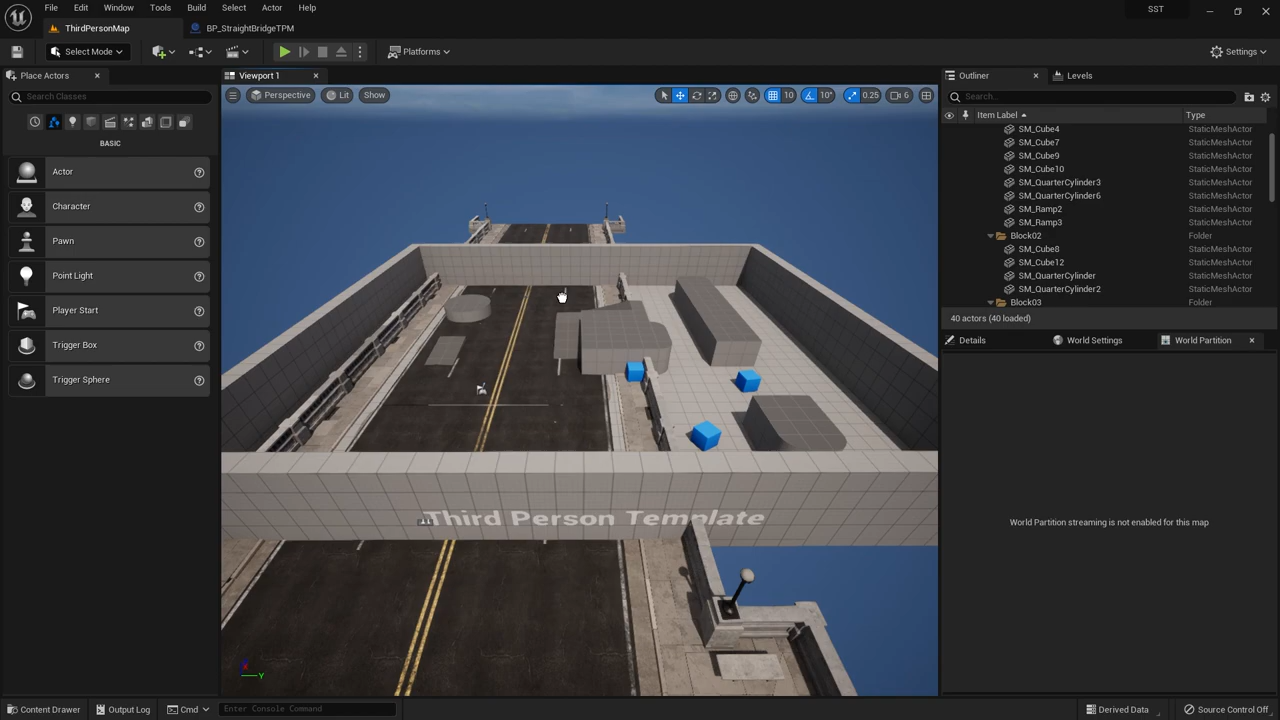 File Edit Window Tools Build Select Actor Help SST
ThirdPersonMap BP_StraightBridgeTPM
Select Mode Platforms Settings
Place Actors Viewport 1 Outliner Levels
Search Classes Perspective Lit Show 10 10° 0.25 6 Search...
Item Label Type
BASIC
Actor
Character
Pawn
Point Light
Player Start
Trigger Box
Trigger Sphere
SM_Cube4 StaticMeshActor
SM_Cube7 StaticMeshActor
SM_Cube9 StaticMeshActor
SM_Cube10 StaticMeshActor
SM_QuarterCylinder3 StaticMeshActor
SM_QuarterCylinder6 StaticMeshActor
SM_Ramp2 StaticMeshActor
SM_Ramp3 StaticMeshActor
Block02 Folder
SM_Cube8 StaticMeshActor
SM_Cube12 StaticMeshActor
SM_QuarterCylinder StaticMeshActor
SM_QuarterCylinder2 StaticMeshActor
Block03 Folder
40 actors (40 loaded)
Details World Settings World Partition
World Partition streaming is not enabled for this map
Third Person Template
X
Y
Content Drawer Output Log Cmd Enter Console Command Derived Data Source Control Off